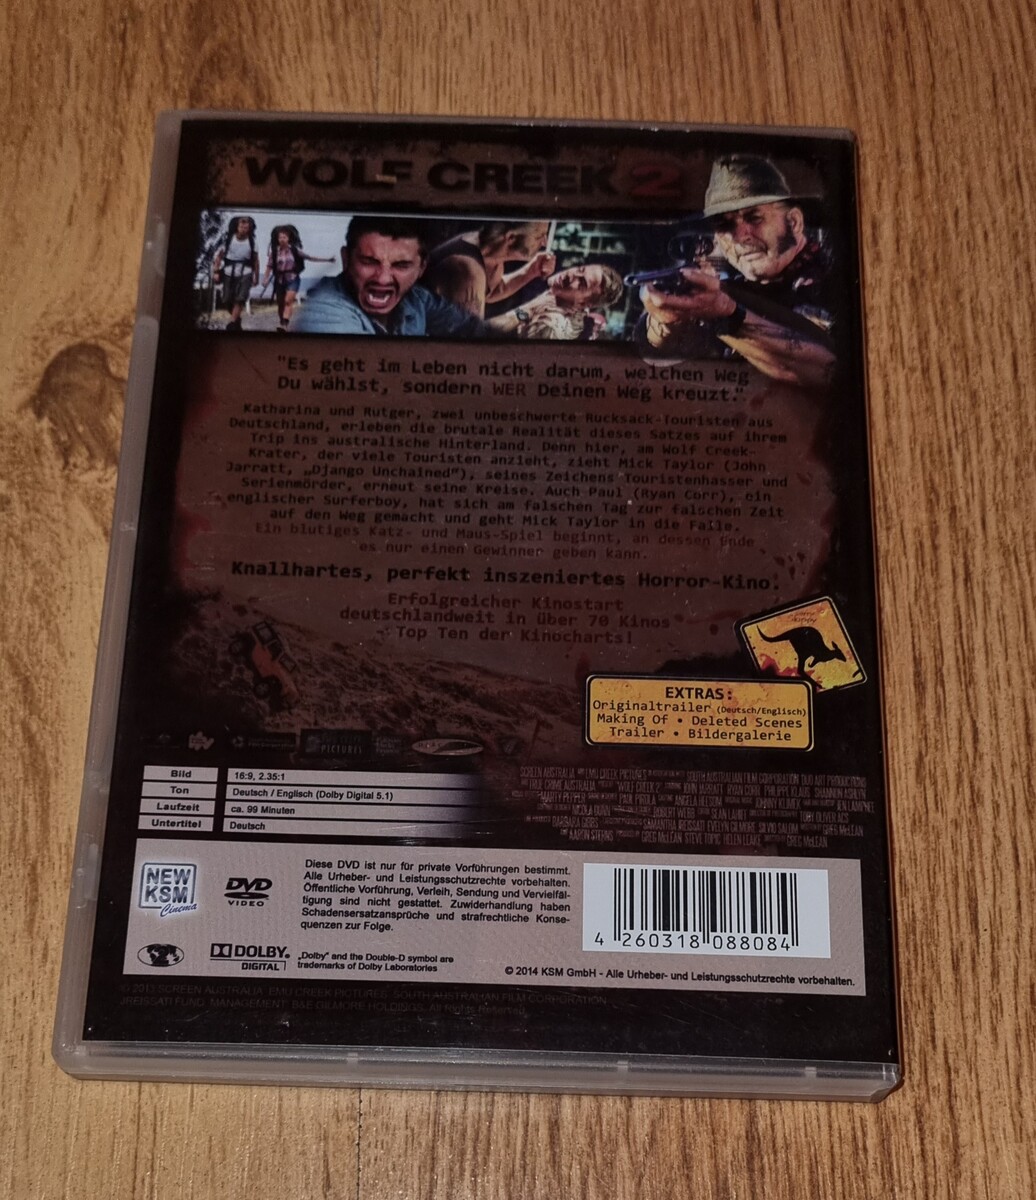 WOLF CREEK 2
"Es geht im Leben nicht darum, welchen Weg
Du wählst, sondern WER Deinen Weg kreuzt."
Katharina und Rutger, zwei unbeschwerte Rucksack-Touristen aus
Deutschland, erleben die brutale Realität dieses Satzes auf ihrem
Trip ins australische Hinterland. Denn hier, am Wolf Creek-
Krater, der viele Touristen anzieht, zieht Mick Taylor (John
Jarratt, „Django Unchained"), seines Zeichens Touristenhasser und
Serienmörder, erneut seine Kreise. Auch Paul (Ryan Corr), ein
englischer Surferboy, hat sich am falschen Tag zur falschen Zeit
auf den Weg gemacht und geht Mick Taylor in die Falle.
Ein blutiges Katz- und Maus-Spiel beginnt, an dessen Ende
es nur einen Gewinner geben kann.
Knallhartes, perfekt inszeniertes Horror-Kino!
Erfolgreicher Kinostart
deutschlandweit in über 70 Kinos
Top Ten der Kinocharts!
EXTRAS:
Originaltrailer (Deutsch/Englisch)
Making Of • Deleted Scenes
Trailer • Bildergalerie
PICTURES
Bild 16:9, 2.35:1
Ton Deutsch / Englisch (Dolby Digital 5.1)
Laufzeit ca. 99 Minuten
Untertitel Deutsch
NEW
KSM
Cinema
DVD
VIDEO
Diese DVD ist nur für private Vorführungen bestimmt.
Alle Urheber- und Leistungsschutzrechte vorbehalten.
Öffentliche Vorführung, Verleih, Sendung und Vervielfäl-
tigung sind nicht gestattet. Zuwiderhandlung haben
Schadensersatzansprüche und strafrechtliche Konse-
quenzen zur Folge.
4 260318 088084
DOLBY
DIGITAL
„Dolby" and the Double-D symbol are
trademarks of Dolby Laboratories
© 2014 KSM GmbH - Alle Urheber- und Leistungsschutzrechte vorbehalten.
© 2013 SCREEN AUSTRALIA, EMU CREEK PICTURES, SOUTH AUSTRALIAN FILM CORPORATION